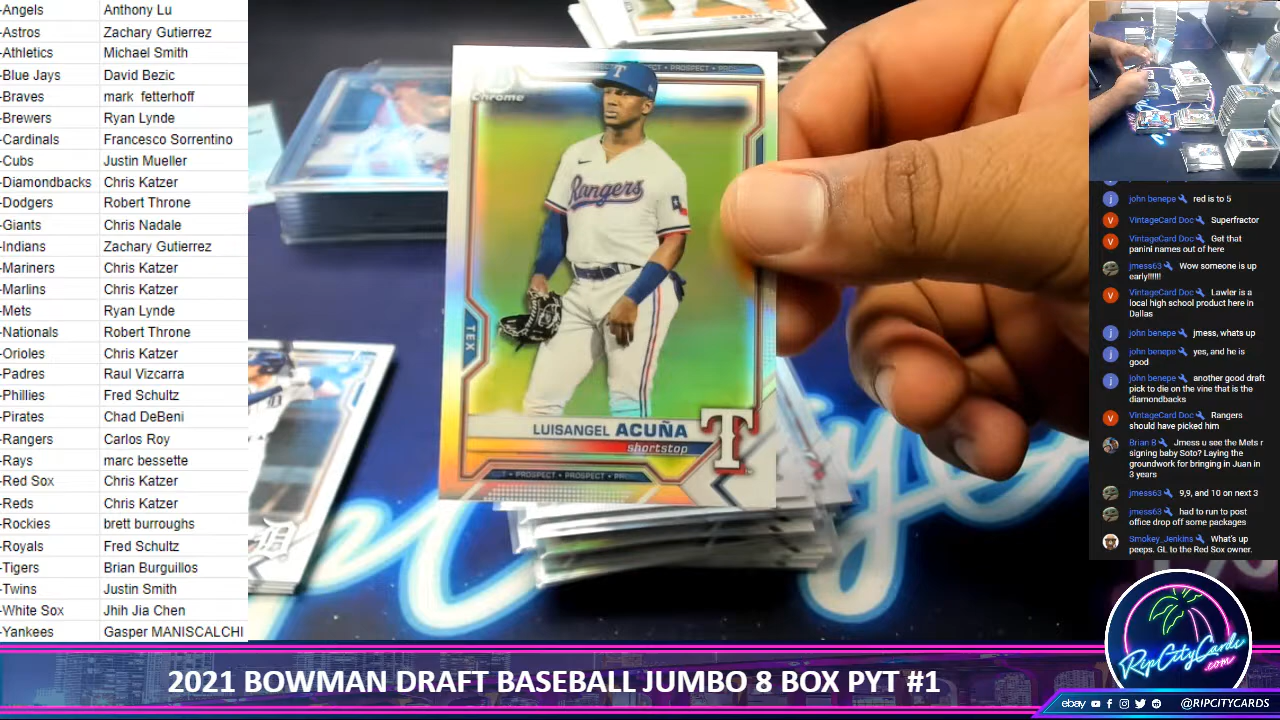 -Angels Anthony Lu
-Astros Zachary Gutierrez
-Athletics Michael Smith
-Blue Jays David Bezic
-Braves mark fetterhoff
-Brewers Ryan Lynde
-Cardinals Francesco Sorrentino
-Cubs Justin Mueller
-Diamondbacks Chris Katzer
-Dodgers Robert Throne
-Giants Chris Nadale
-Indians Zachary Gutierrez
-Mariners Chris Katzer
-Marlins Chris Katzer
-Mets Ryan Lynde
-Nationals Robert Throne
-Orioles Chris Katzer
-Padres Raul Vizcarra
-Phillies Fred Schultz
-Pirates Chad DeBeni
-Rangers Carlos Roy
-Rays marc bessette
-Red Sox Chris Katzer
-Reds Chris Katzer
-Rockies brett burroughs
-Royals Fred Schultz
-Tigers Brian Burguillos
-Twins Justin Smith
-White Sox Jhih Jia Chen
-Yankees Gasper MANISCALCHI
PROSPECT • PROSPECT
Chrome
T
Rangers
TEX
LUISANGEL ACUÑA
shortstop
T
T • PROSPECT • PROSPECT •
D
john benepe red is to 5
VintageCard Doc Superfractor
VintageCard Doc Get that
panini names out of here
jmess63 Wow someone is up
early!!!!!!
VintageCard Doc Lawler is a
local high school product here in
Dallas
john benepe jmess, whats up
john benepe yes, and he is
good
john benepe another good draft
pick to die on the vine that is the
diamondbacks
VintageCard Doc Rangers
should have picked him
Brian B Jmess u see the Mets r
signing baby Soto? Laying the
groundwork for bringing in Juan in
3 years
jmess63 9,9, and 10 on next 3
jmess63 had to run to post
office drop off some packages
Smokey_Jenkins What's up
peeps. GL to the Red Sox owner.
RipCityCards
.com
2021 BOWMAN DRAFT BASEBALL JUMBO 8 BOX PYT #1
ebay @RIPCITYCARDS